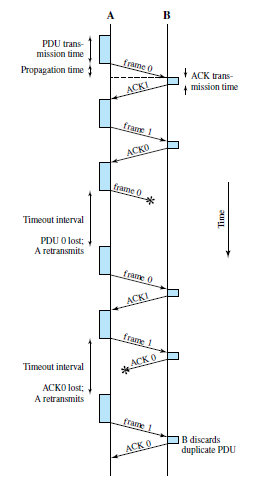 A
B
PDU trans-
mission time
frame 0
Propagation time
ACK trans-
mission time
ACK1
frame 1
ACK0
frame 0
Time
Timeout interval
PDU 0 lost;
A retransmits
frame 0
ACK1
frame 1
ACK 0
Timeout interval
ACK0 lost;
A retransmits
frame 1
B discards
duplicate PDU
ACK 0